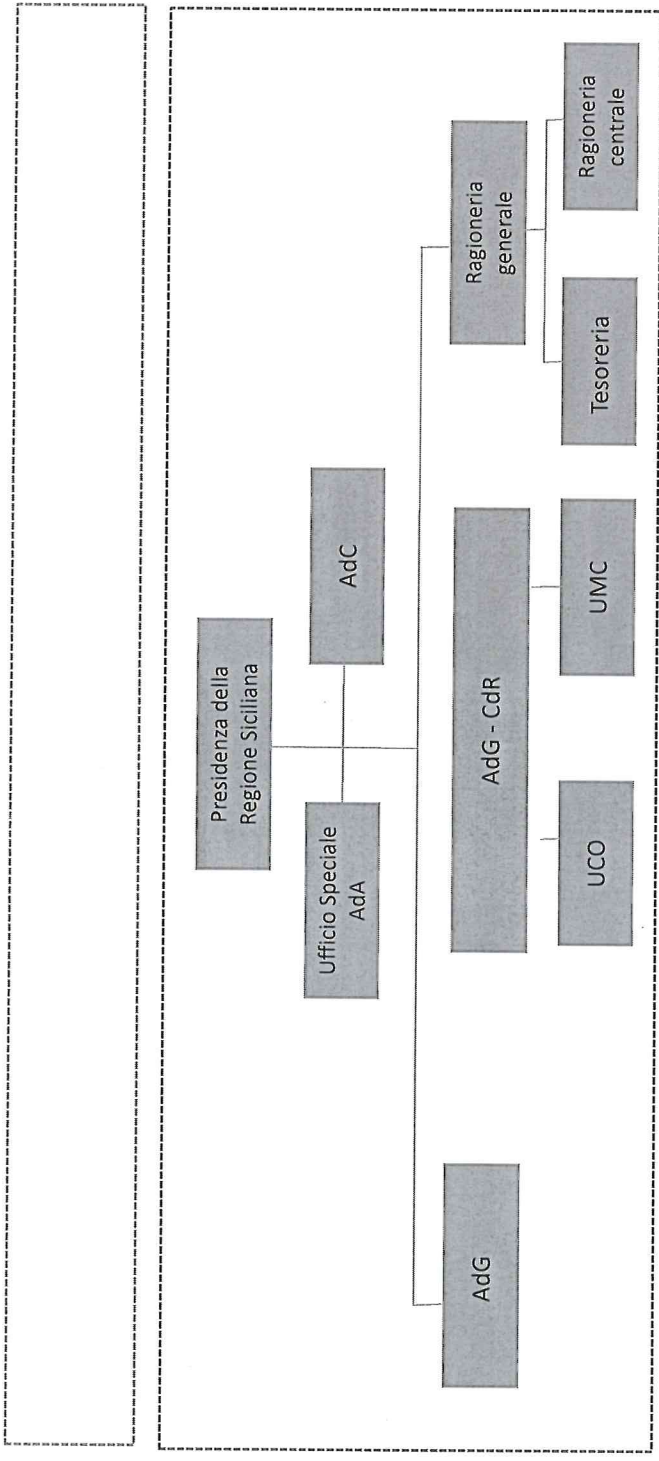 Presidenza della
Regione Siciliana
Ufficio Speciale
AdA
AdC
AdG
AdG - CdR
Ragioneria
generale
UCO
UMC
Tesoreria
Ragioneria
centrale